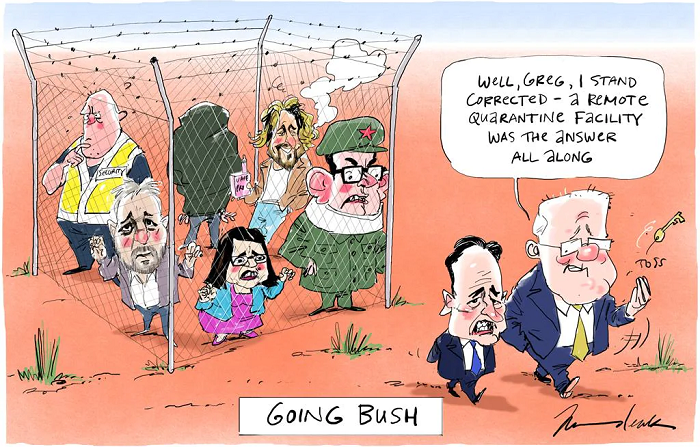 WELL, GREG, I STAND
CORRECTED - A REMOTE
QUARANTINE FACILITY
WAS THE ANSWER
ALL ALONG
SECURITY
TOSS
GOING BUSH